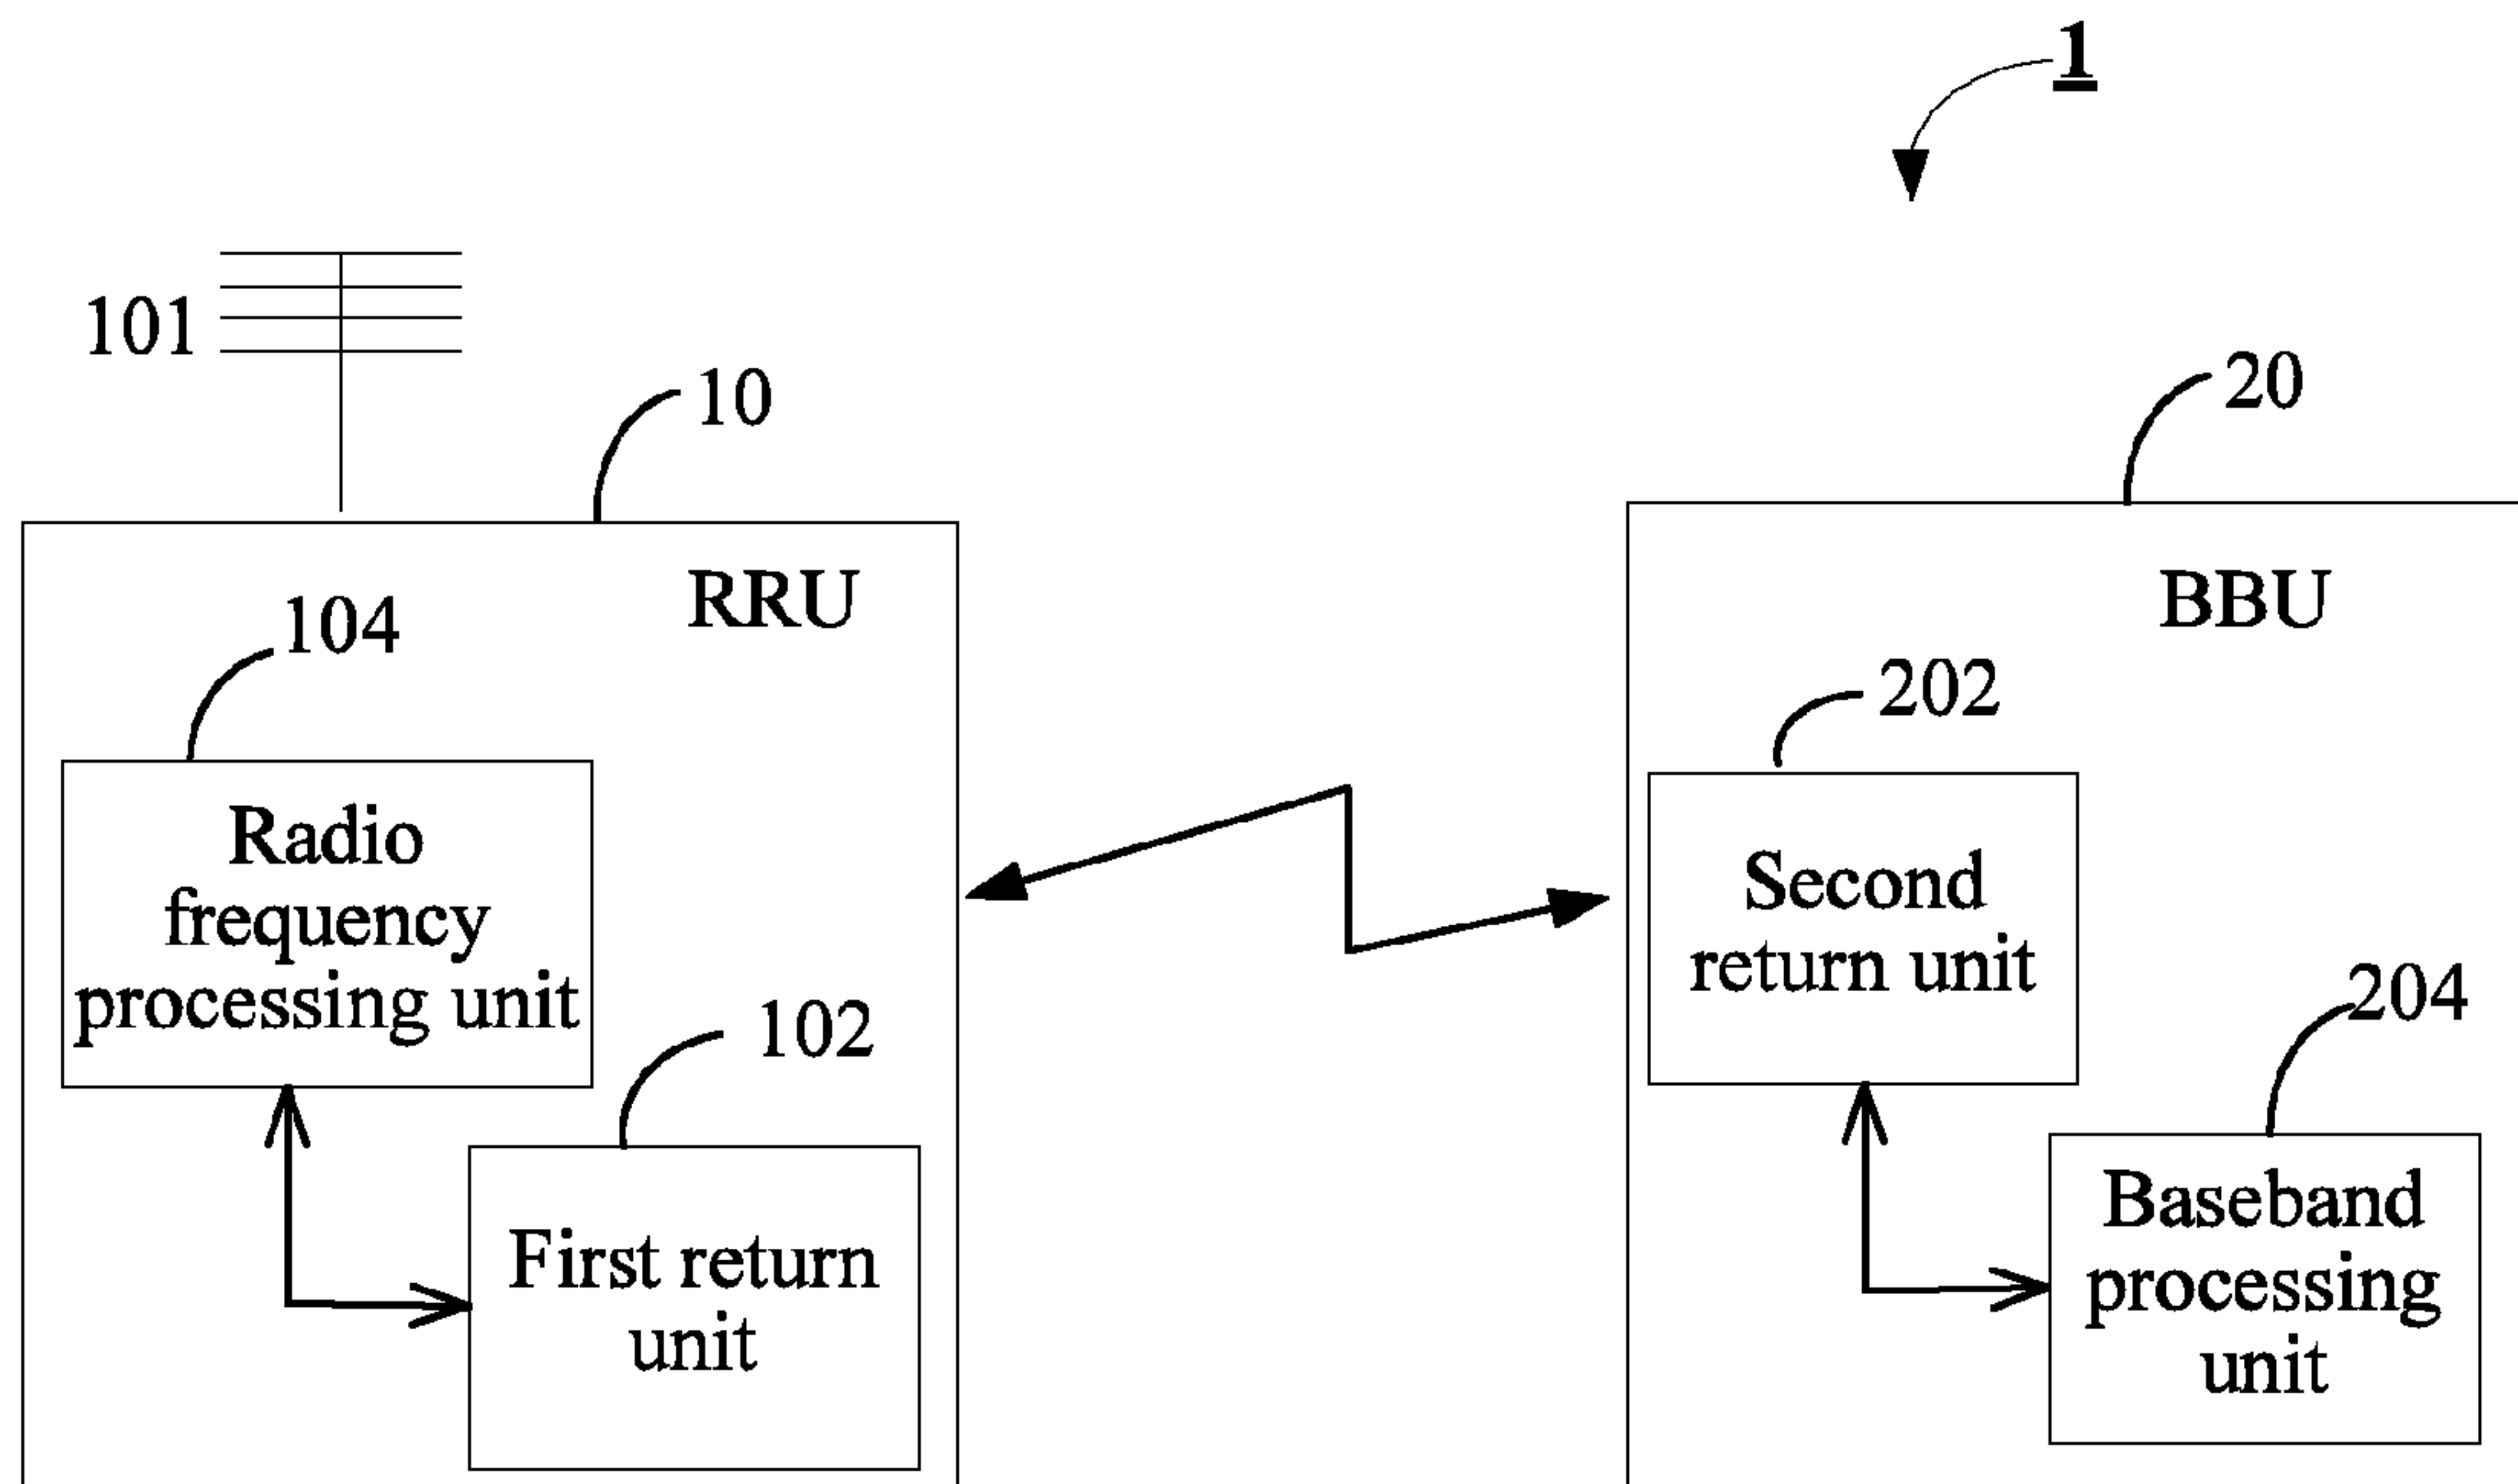 1
101
10
20
RRU
BBU
104
202
Radio
frequency
processing unit
Second
return unit
102
204
First return
unit
Baseband
processing
unit